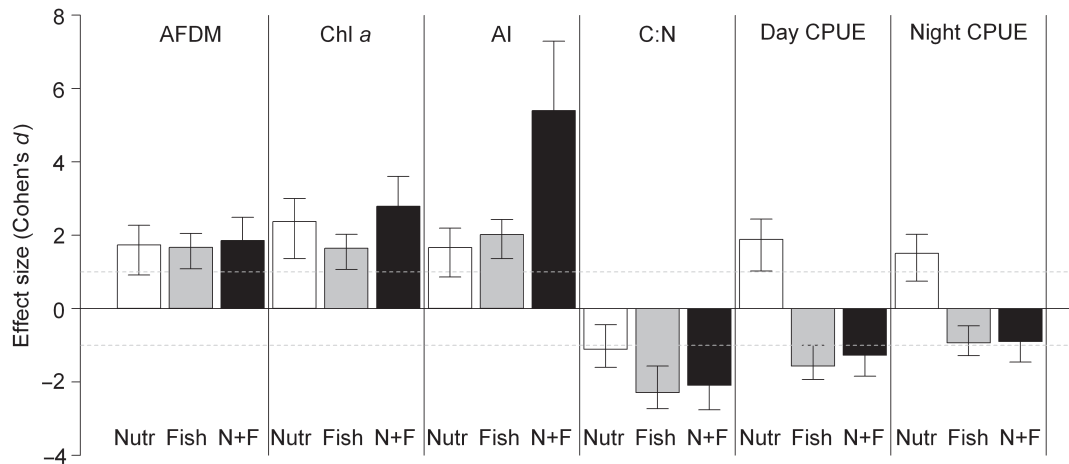 8
6
4
2
0
−2
−4
Effect size (Cohen's d)
AFDM Chl a AI C:N Day CPUE Night CPUE
Nutr Fish N+F Nutr Fish N+F Nutr Fish N+F Nutr Fish N+F Nutr Fish N+F Nutr Fish N+F